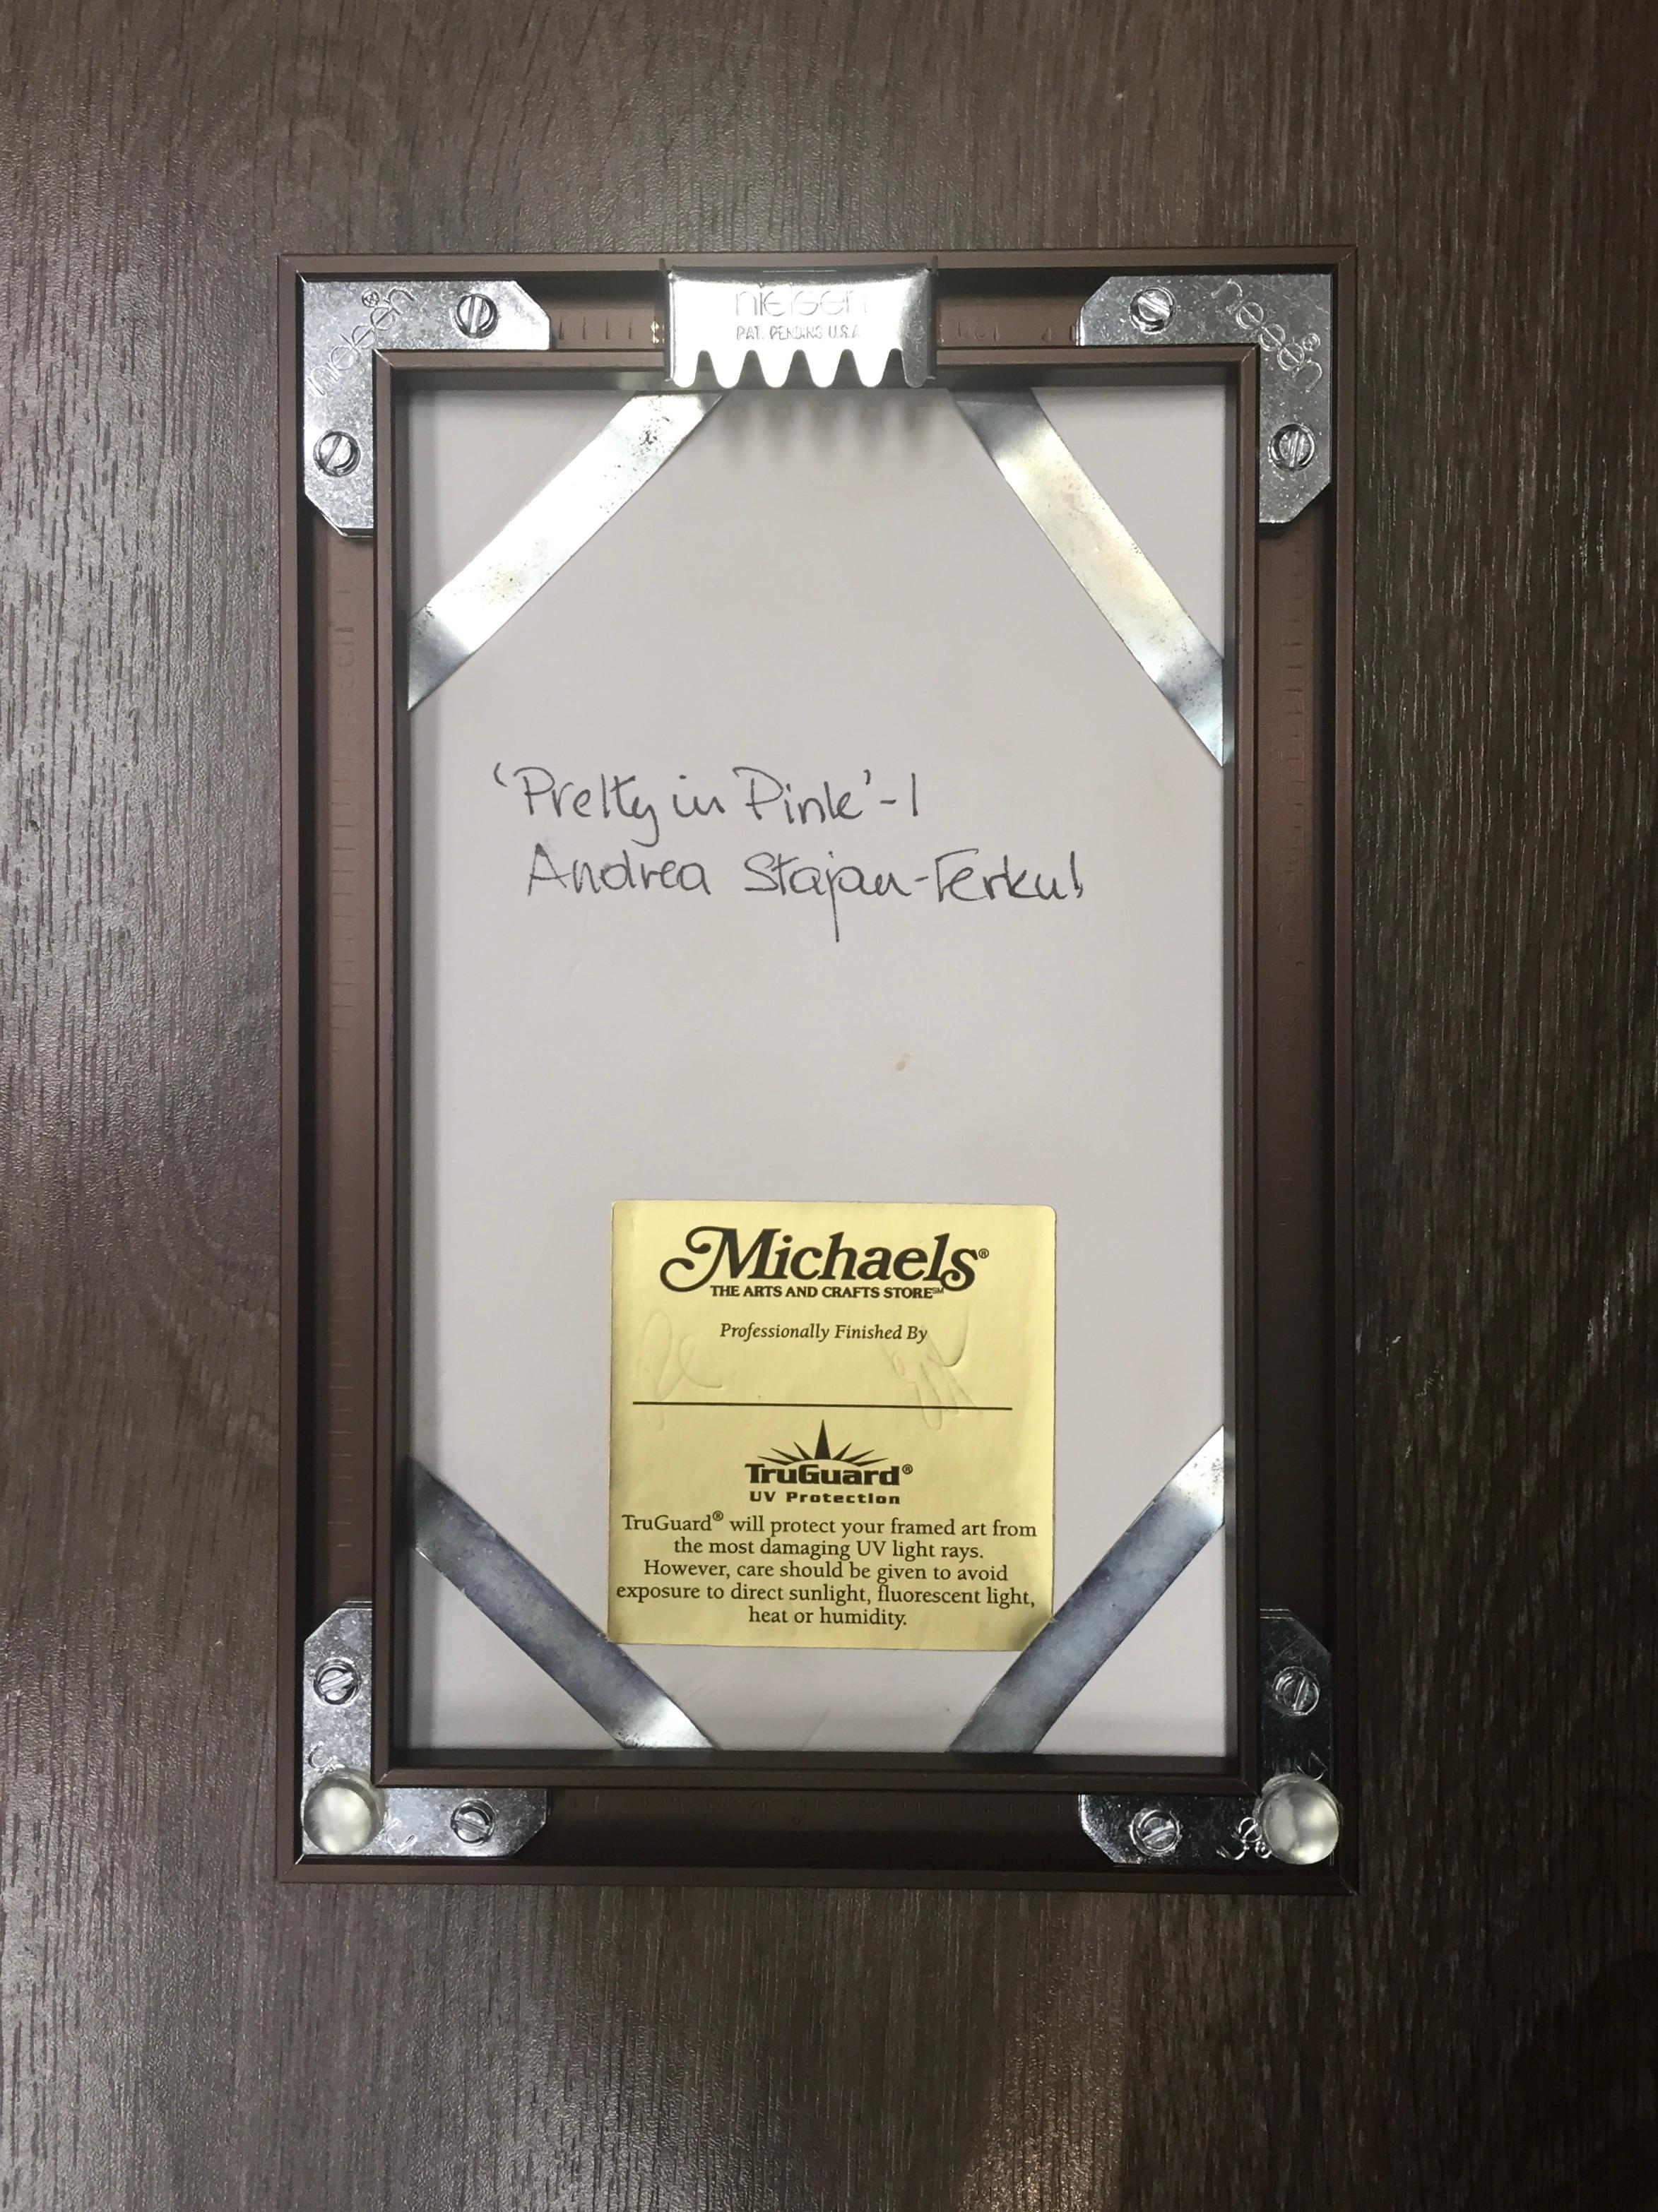 nielsen®
nielsen
PAT. PENDING U.S.A.
nielsen®
'Pretty in Pink'-1
Andrea Stajan-Ferkul
Michaels®
THE ARTS AND CRAFTS STORE℠
Professionally Finished By
TruGuard®
UV Protection
TruGuard® will protect your framed art from
the most damaging UV light rays.
However, care should be given to avoid
exposure to direct sunlight, fluorescent light,
heat or humidity.